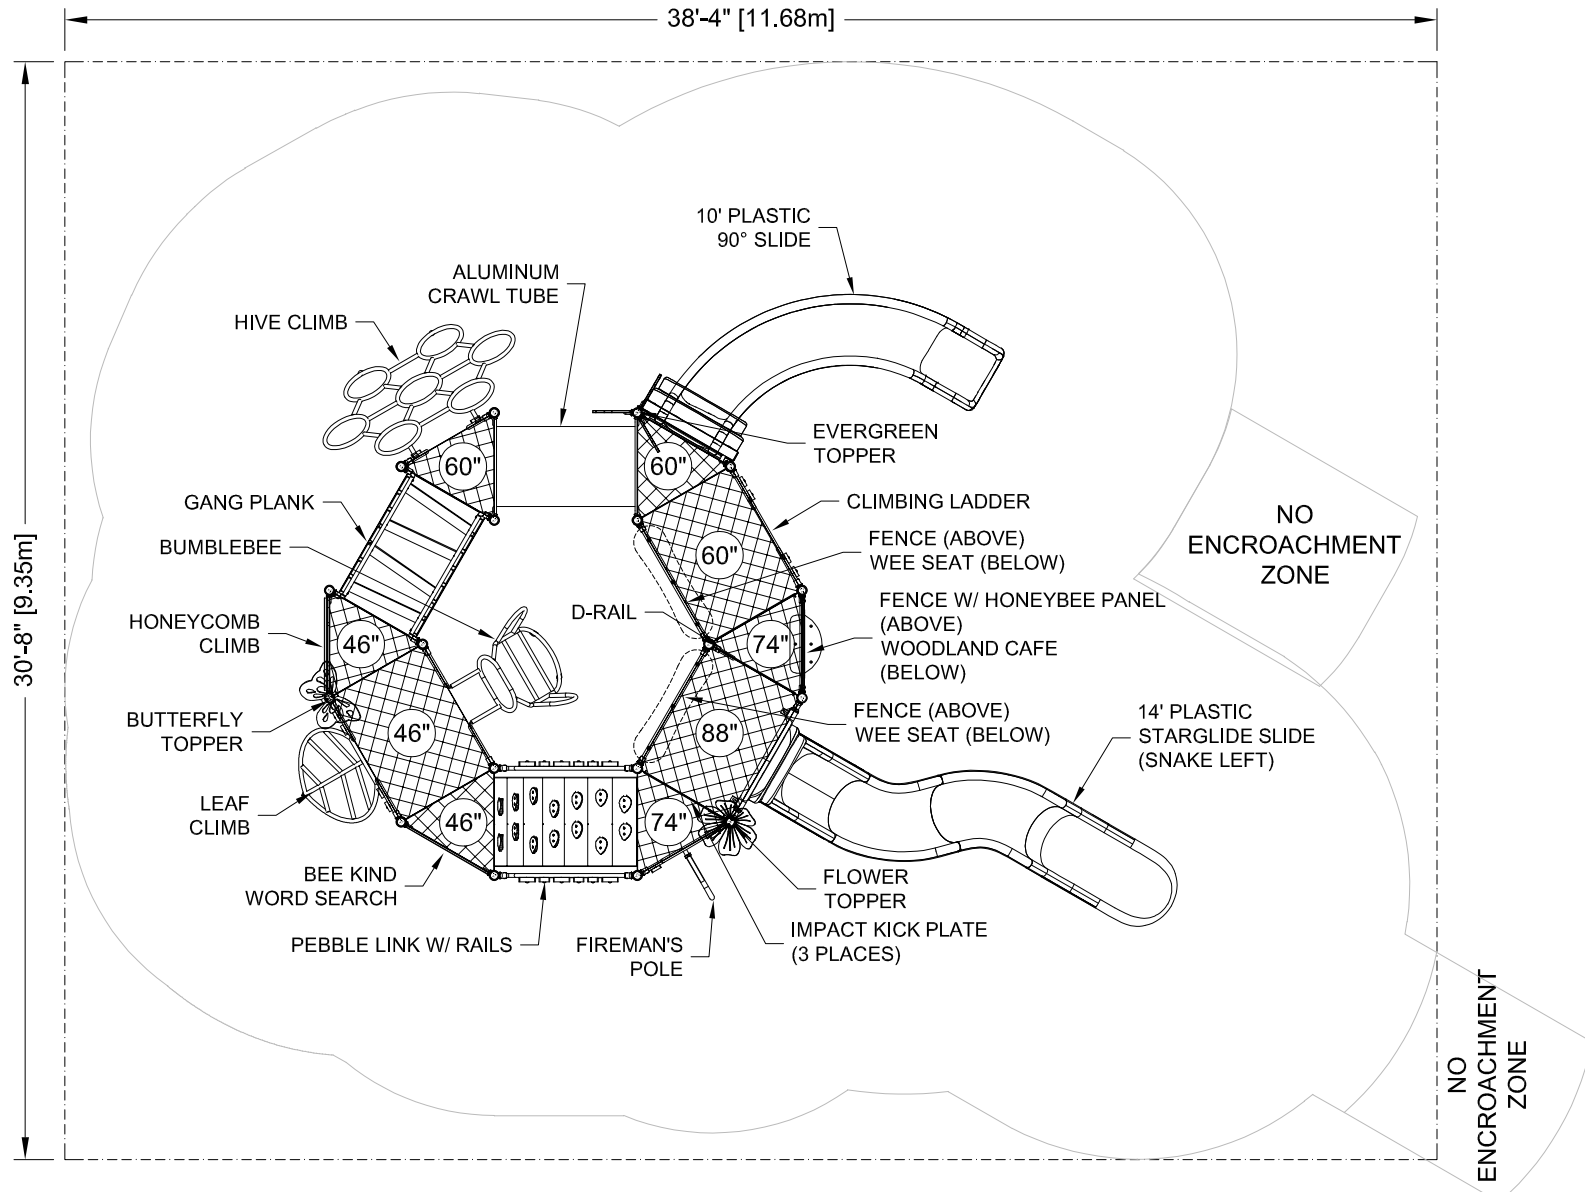 38'-4" [11.68m]
30'-8" [9.35m]
10' PLASTIC
90° SLIDE
ALUMINUM
CRAWL TUBE
HIVE CLIMB
EVERGREEN
TOPPER
60"
60"
GANG PLANK
CLIMBING LADDER
NO
ENCROACHMENT
ZONE
BUMBLEBEE
60"
FENCE (ABOVE)
WEE SEAT (BELOW)
D-RAIL
FENCE W/ HONEYBEE PANEL
(ABOVE)
WOODLAND CAFE
(BELOW)
HONEYCOMB
CLIMB
46"
74"
BUTTERFLY
TOPPER
46"
88"
FENCE (ABOVE)
WEE SEAT (BELOW)
14' PLASTIC
STARGLIDE SLIDE
(SNAKE LEFT)
LEAF
CLIMB
46"
74"
BEE KIND
WORD SEARCH
FLOWER
TOPPER
PEBBLE LINK W/ RAILS
FIREMAN'S
POLE
IMPACT KICK PLATE
(3 PLACES)
NO
ENCROACHMENT
ZONE